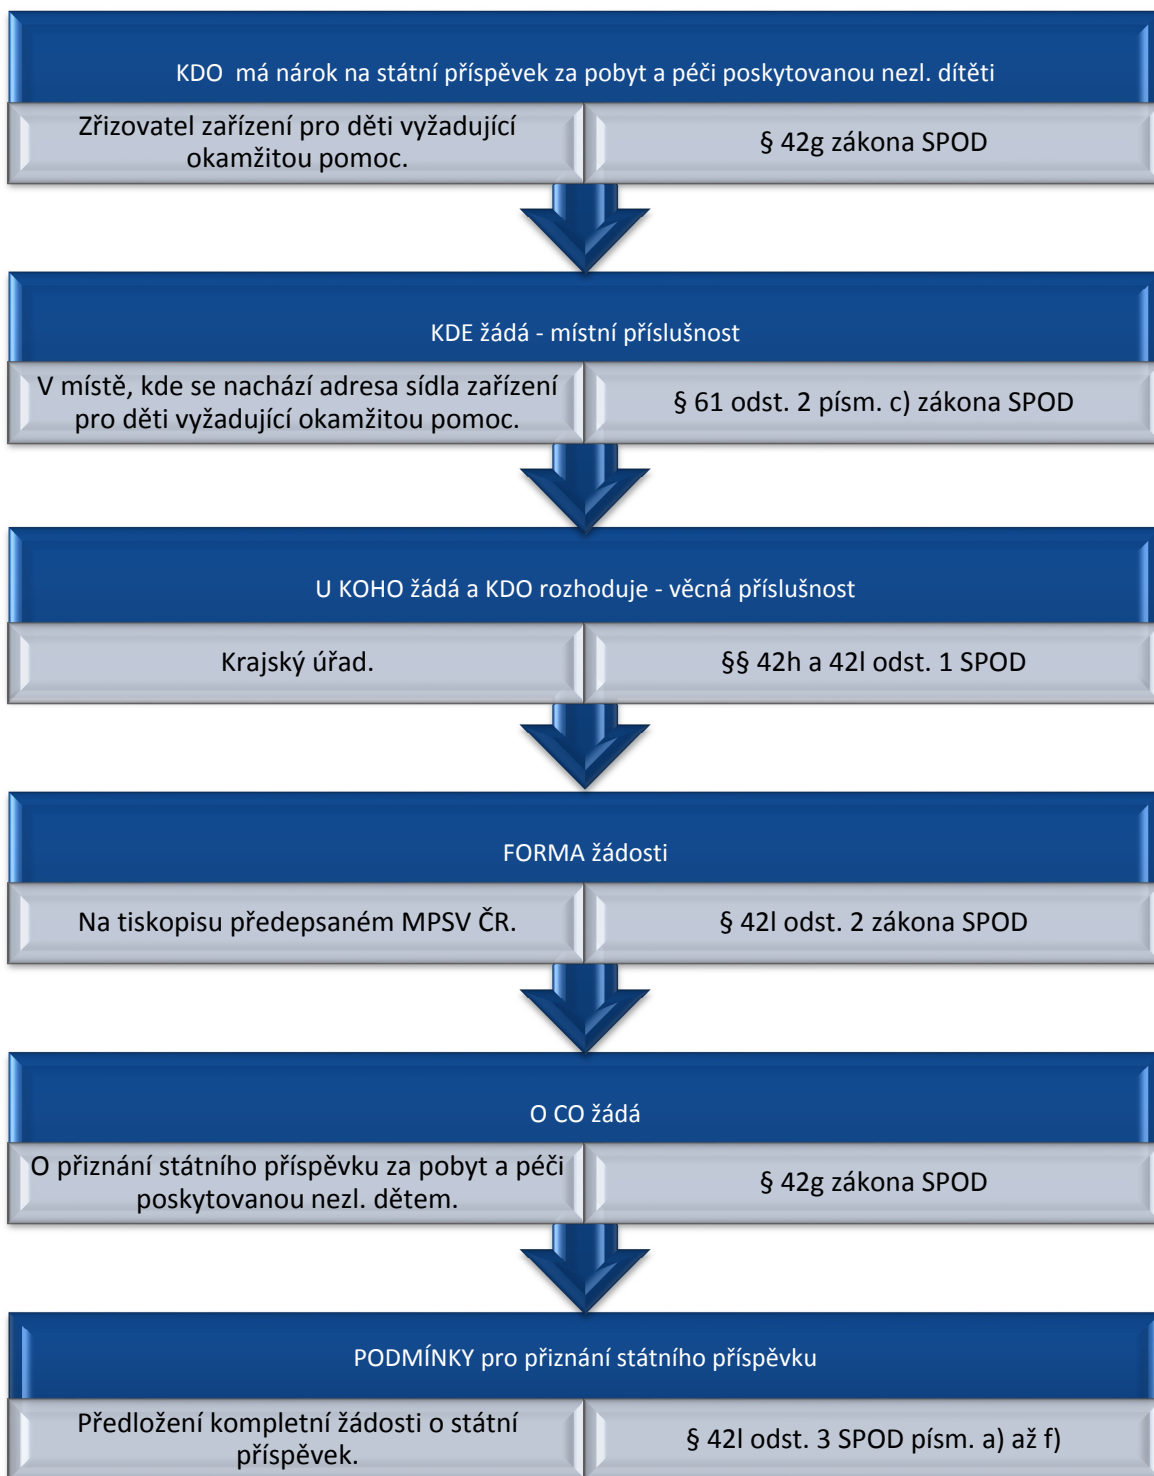 KDO má nárok na státní příspěvek za pobyt a péči poskytovanou nezl. dítěti
Zřizovatel zařízení pro děti vyžadující
okamžitou pomoc.
§ 42g zákona SPOD
KDE žádá - místní příslušnost
V místě, kde se nachází adresa sídla zařízení
pro děti vyžadující okamžitou pomoc.
§ 61 odst. 2 písm. c) zákona SPOD
U KOHO žádá a KDO rozhoduje - věcná příslušnost
Krajský úřad.
§§ 42h a 42l odst. 1 SPOD
FORMA žádosti
Na tiskopisu předepsaném MPSV ČR.
§ 42l odst. 2 zákona SPOD
O CO žádá
O přiznání státního příspěvku za pobyt a péči
poskytovanou nezl. dětem.
§ 42g zákona SPOD
PODMÍNKY pro přiznání státního příspěvku
Předložení kompletní žádosti o státní
příspěvek.
§ 42l odst. 3 SPOD písm. a) až f)